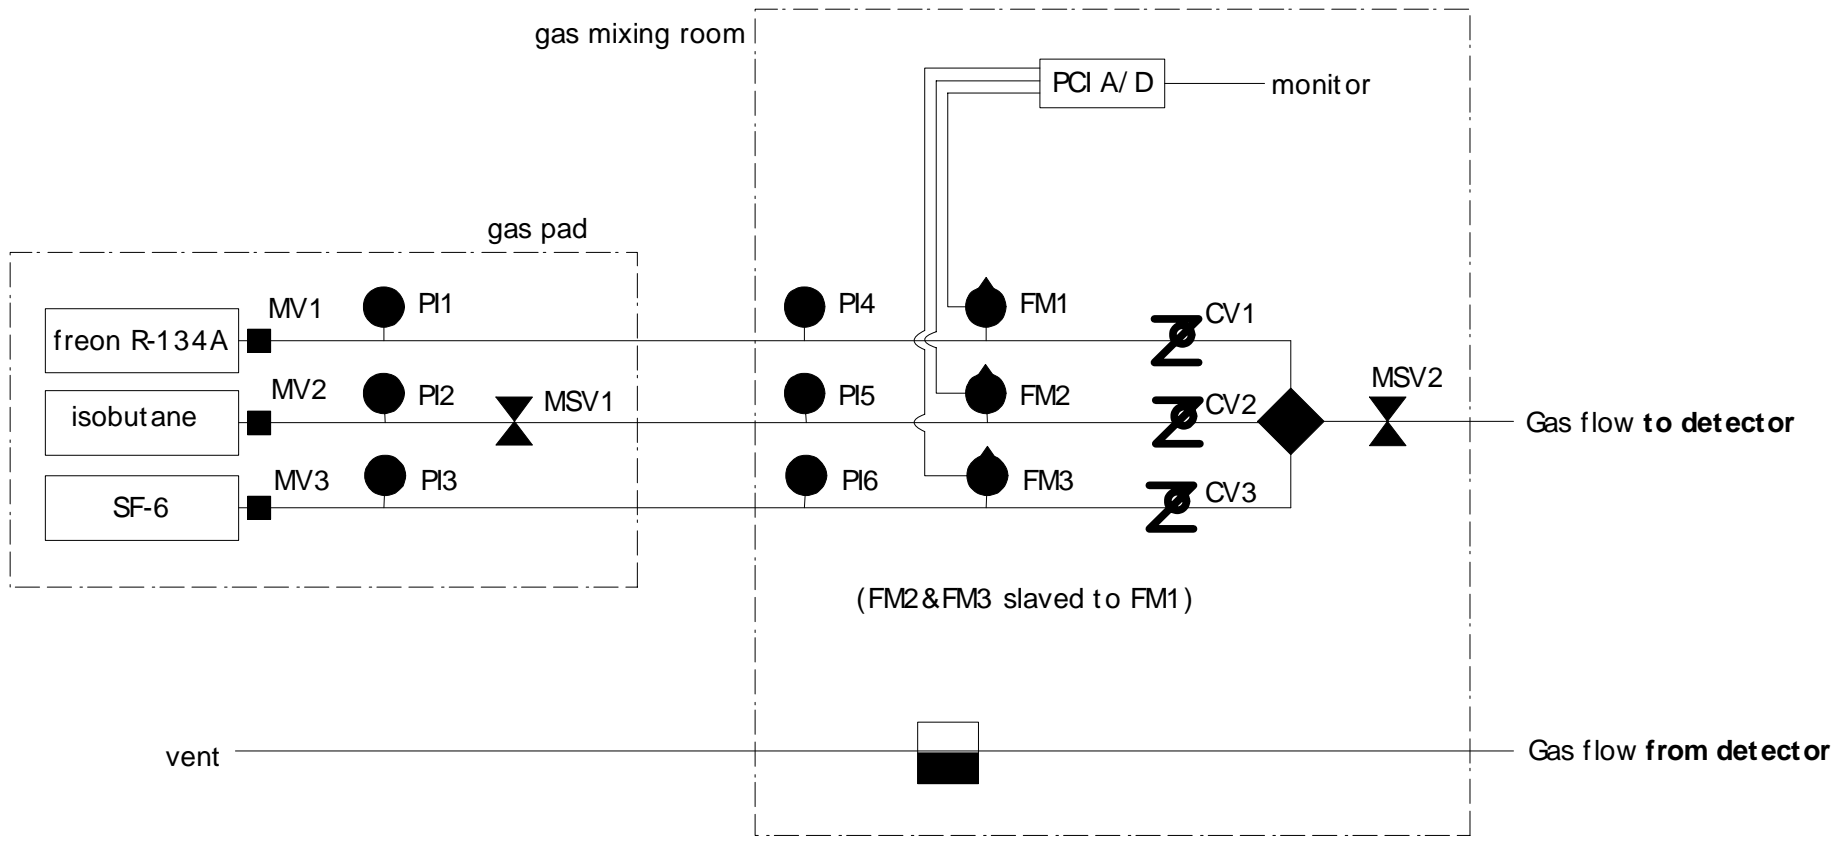 gas mixing room
PCI A/D
monitor
gas pad
MV1
PI1
PI4
FM1
CV1
freon R-134A
MV2
PI2
MSV1
PI5
FM2
CV2
MSV2
isobutane
Gas flow to detector
MV3
PI3
PI6
FM3
CV3
SF-6
(FM2&FM3 slaved to FM1)
vent
Gas flow from detector